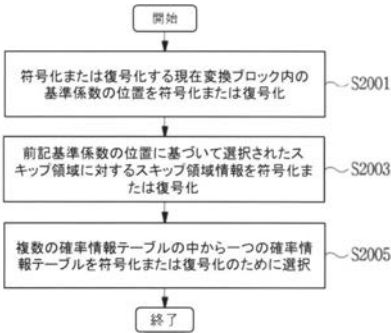 開始
符号化または復号化する現在変換ブロック内の
基準係数の位置を符号化または復号化
S2001
前記基準係数の位置に基づいて選択されたス
キップ領域に対するスキップ領域情報を符号化ま
たは復号化
S2003
複数の確率情報テーブルの中から一つの確率情
報テーブルを符号化または復号化のために選択
S2005
終了